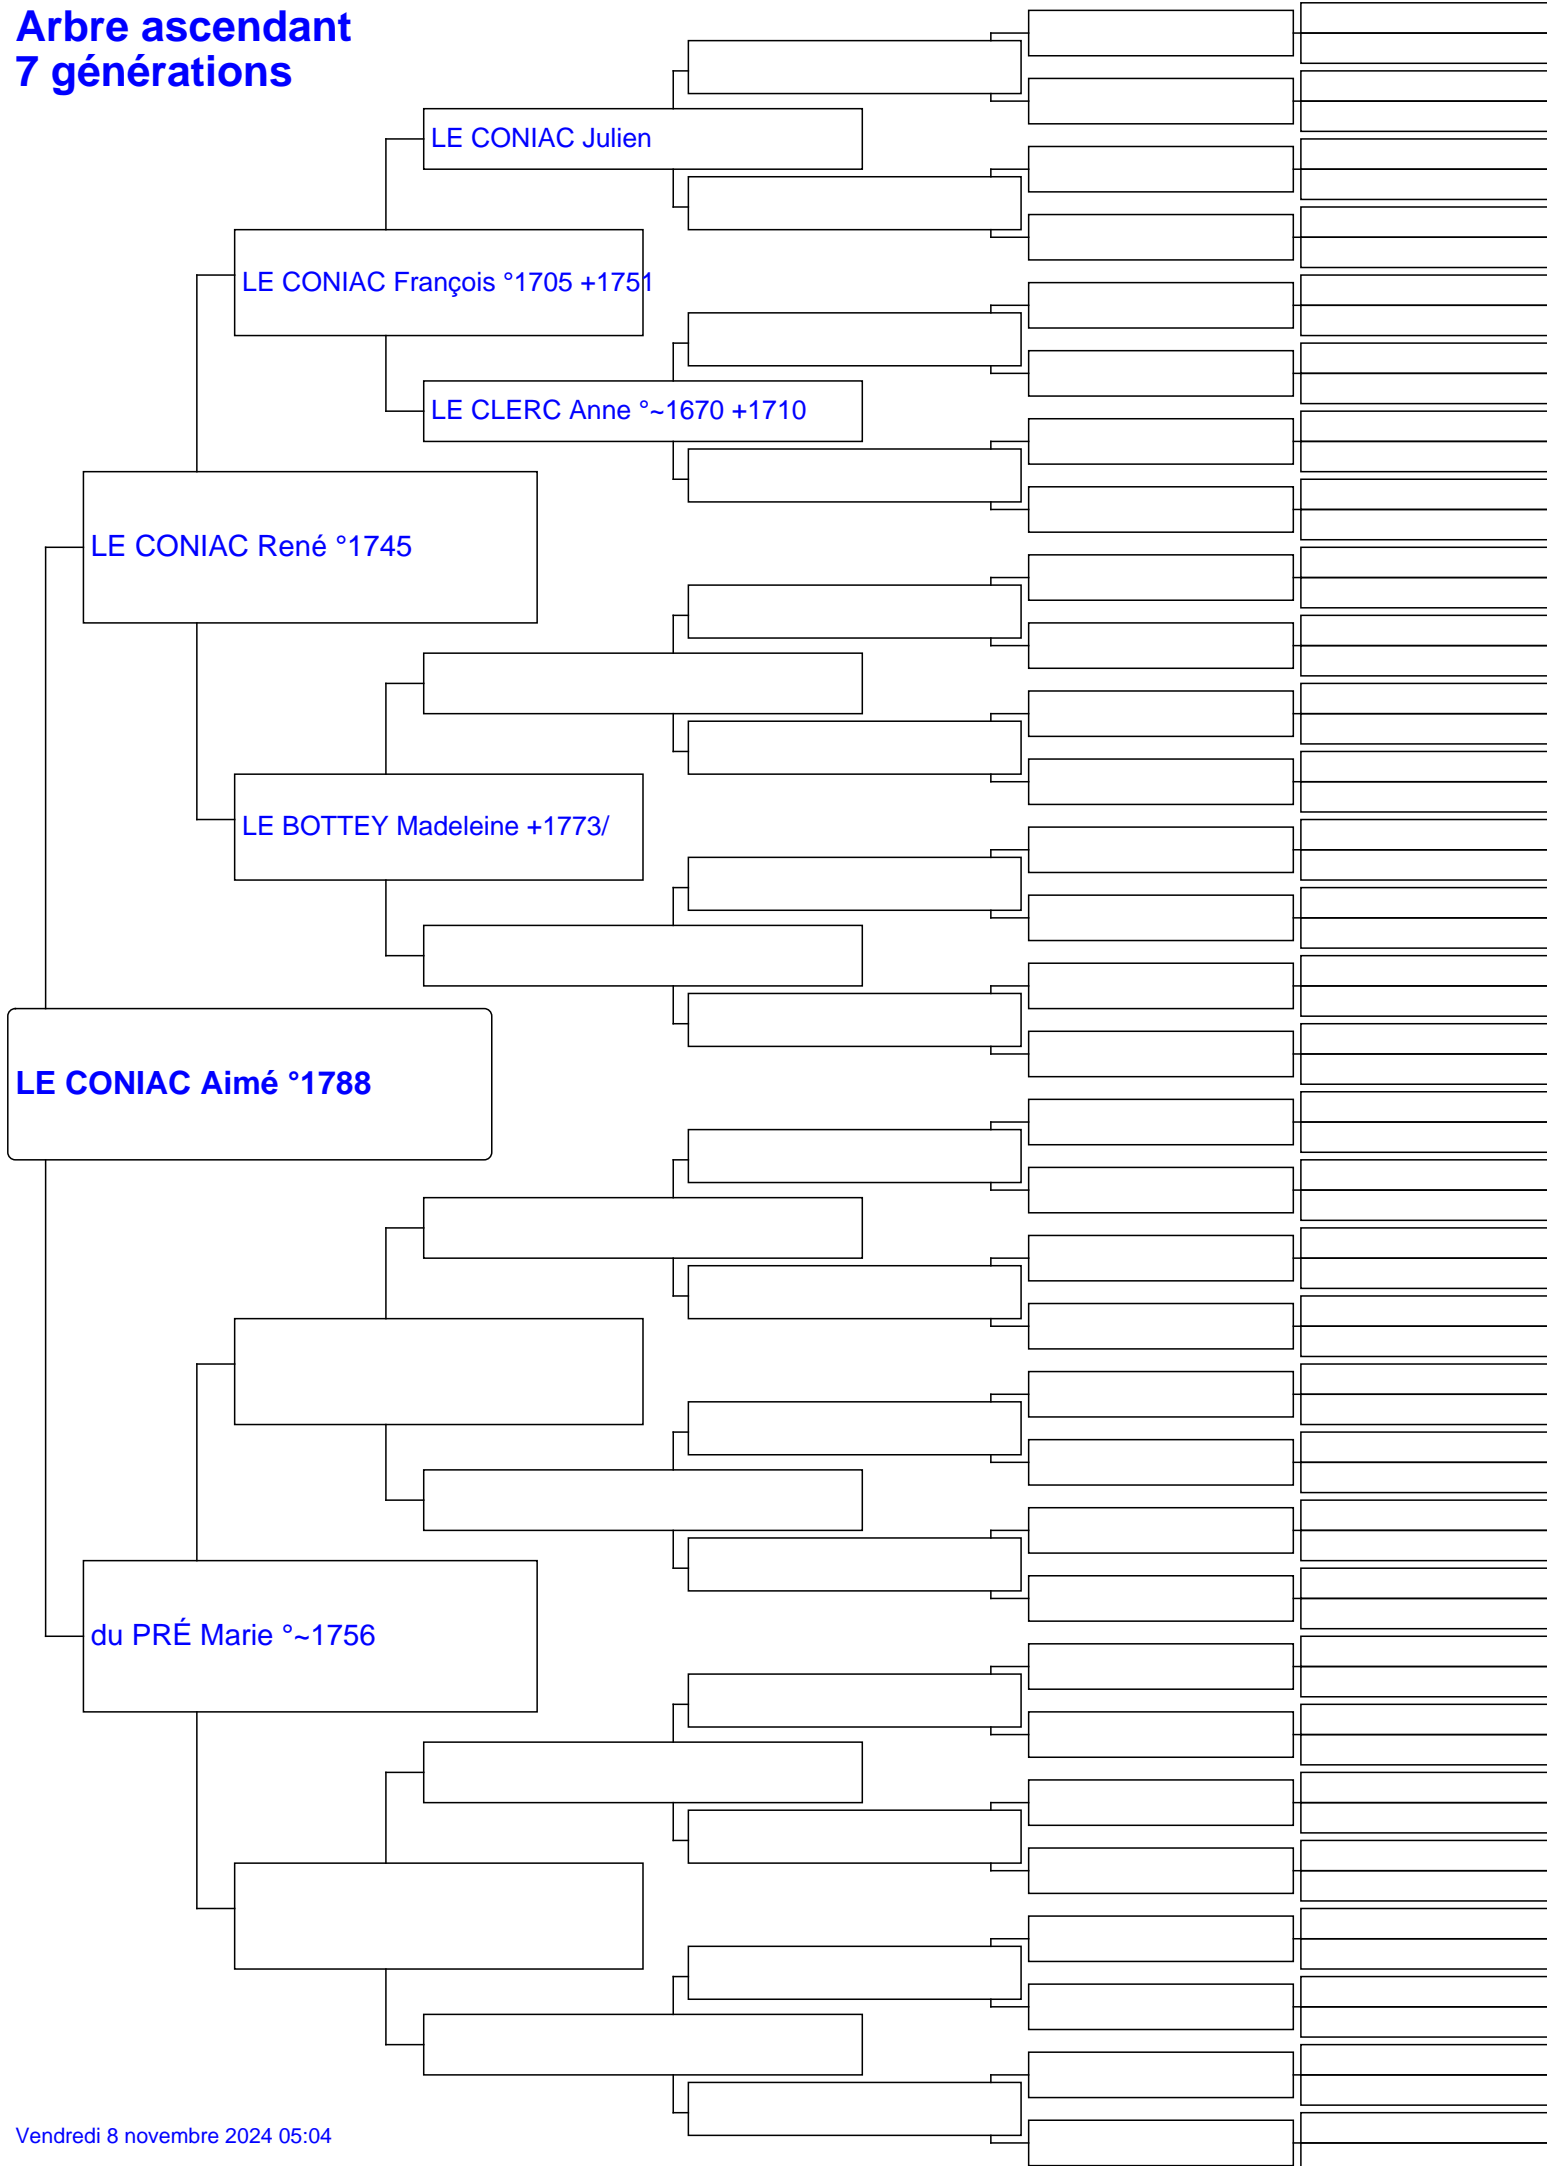 Arbre ascendant
7 générations
LE CONIAC Julien
LE CONIAC François °1705 +1751
LE CLERC Anne °~1670 +1710
LE CONIAC René °1745
LE BOTTEY Madeleine +1773/
LE CONIAC Aimé °1788
du PRÉ Marie °~1756
Vendredi 8 novembre 2024 05:04